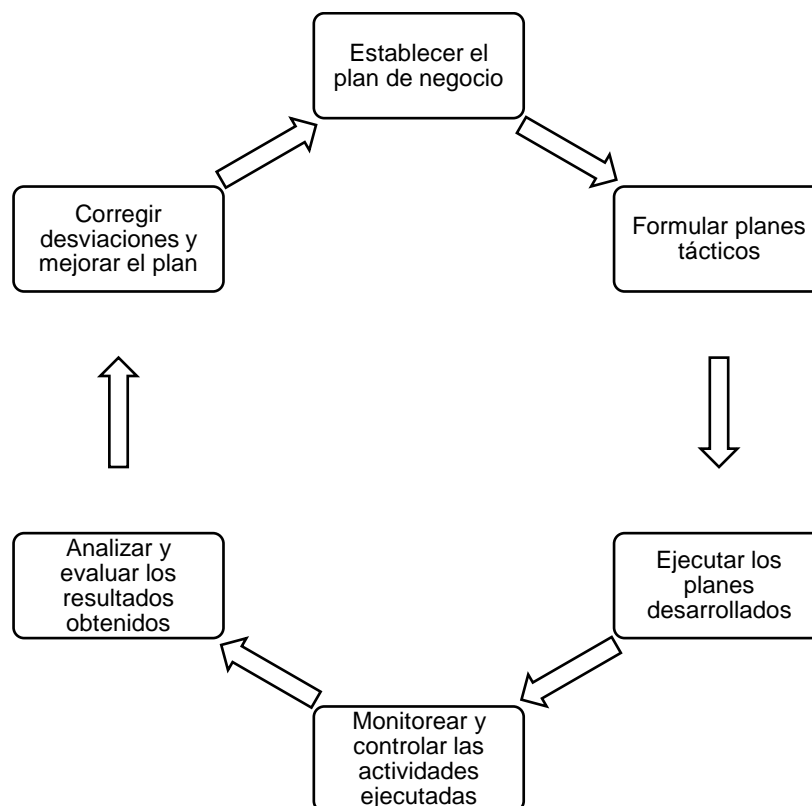 Establecer el
plan de negocio
Formular planes
tácticos
Ejecutar los
planes
desarrollados
Monitorear y
controlar las
actividades
ejecutadas
Analizar y
evaluar los
resultados
obtenidos
Corregir
desviaciones y
mejorar el plan